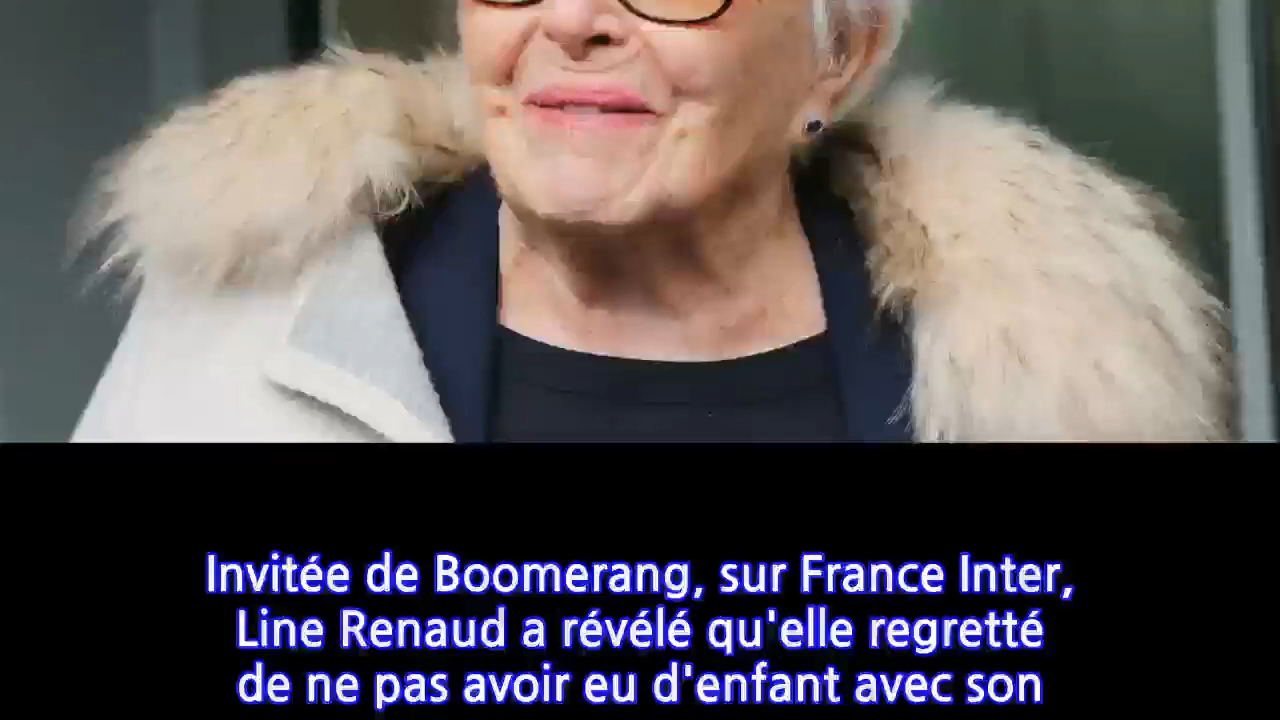 Invitée de Boomerang, sur France Inter,
Line Renaud a révélé qu'elle regretté
de ne pas avoir eu d'enfant avec son